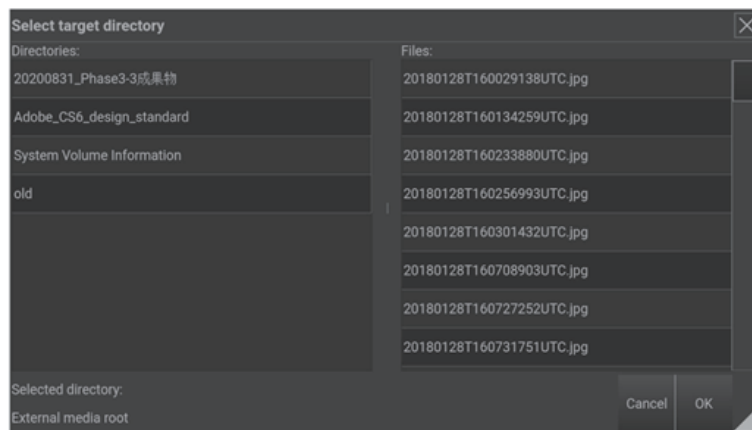 Select target directory
Directories:
20200831_Phase3-3成果物
Adobe_CS6_design_standard
System Volume Information
old
Files:
20180128T160029138UTC.jpg
20180128T160134259UTC.jpg
20180128T160233880UTC.jpg
20180128T160256993UTC.jpg
20180128T160301432UTC.jpg
20180128T160708903UTC.jpg
20180128T160727252UTC.jpg
20180128T160731751UTC.jpg
Selected directory:
External media root
Cancel
OK